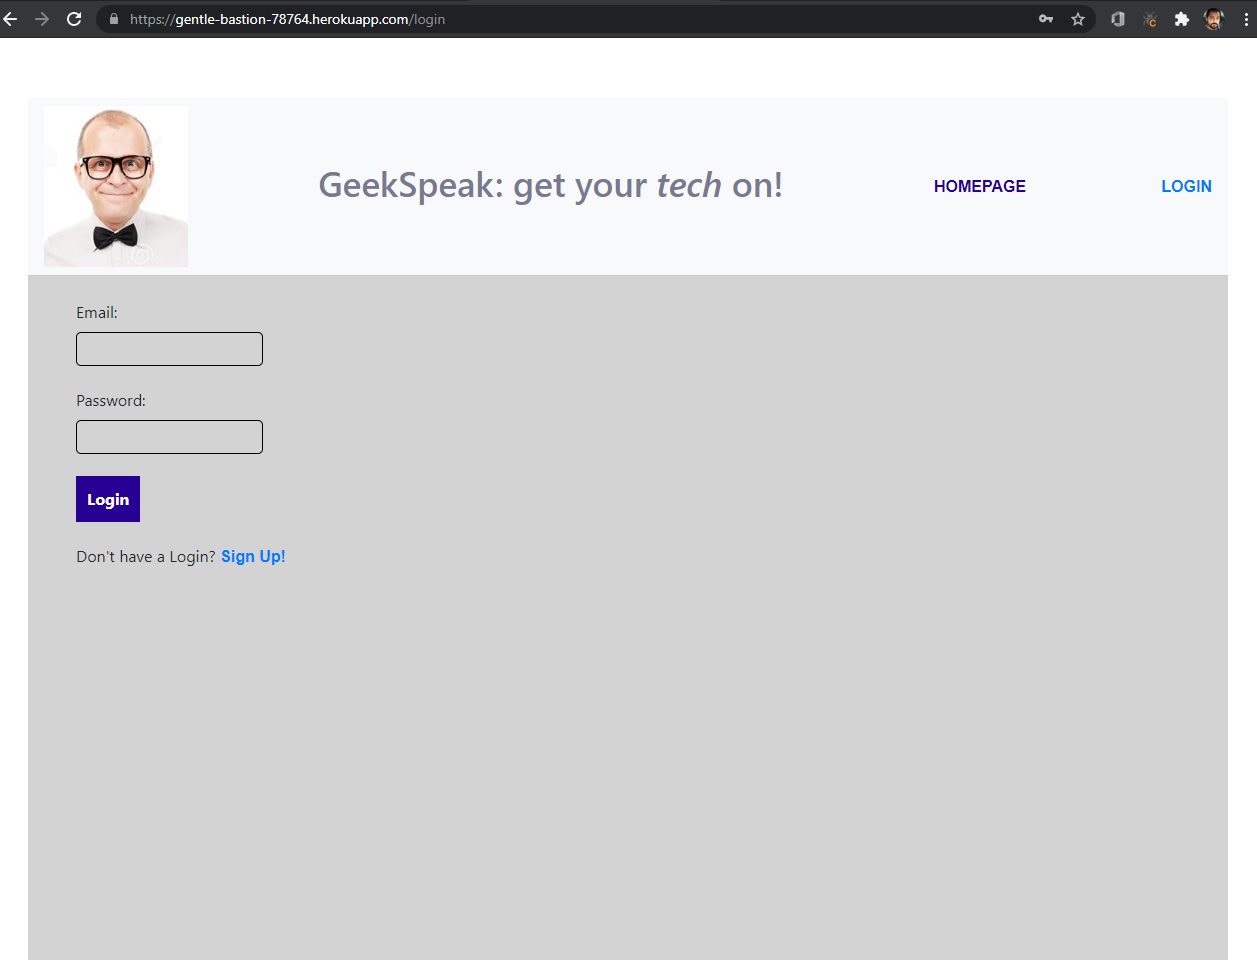 https://gentle-bastion-78764.herokuapp.com/login
GeekSpeak: get your tech on!
HOMEPAGE
LOGIN
Email:
Password:
Login
Don't have a Login? Sign Up!